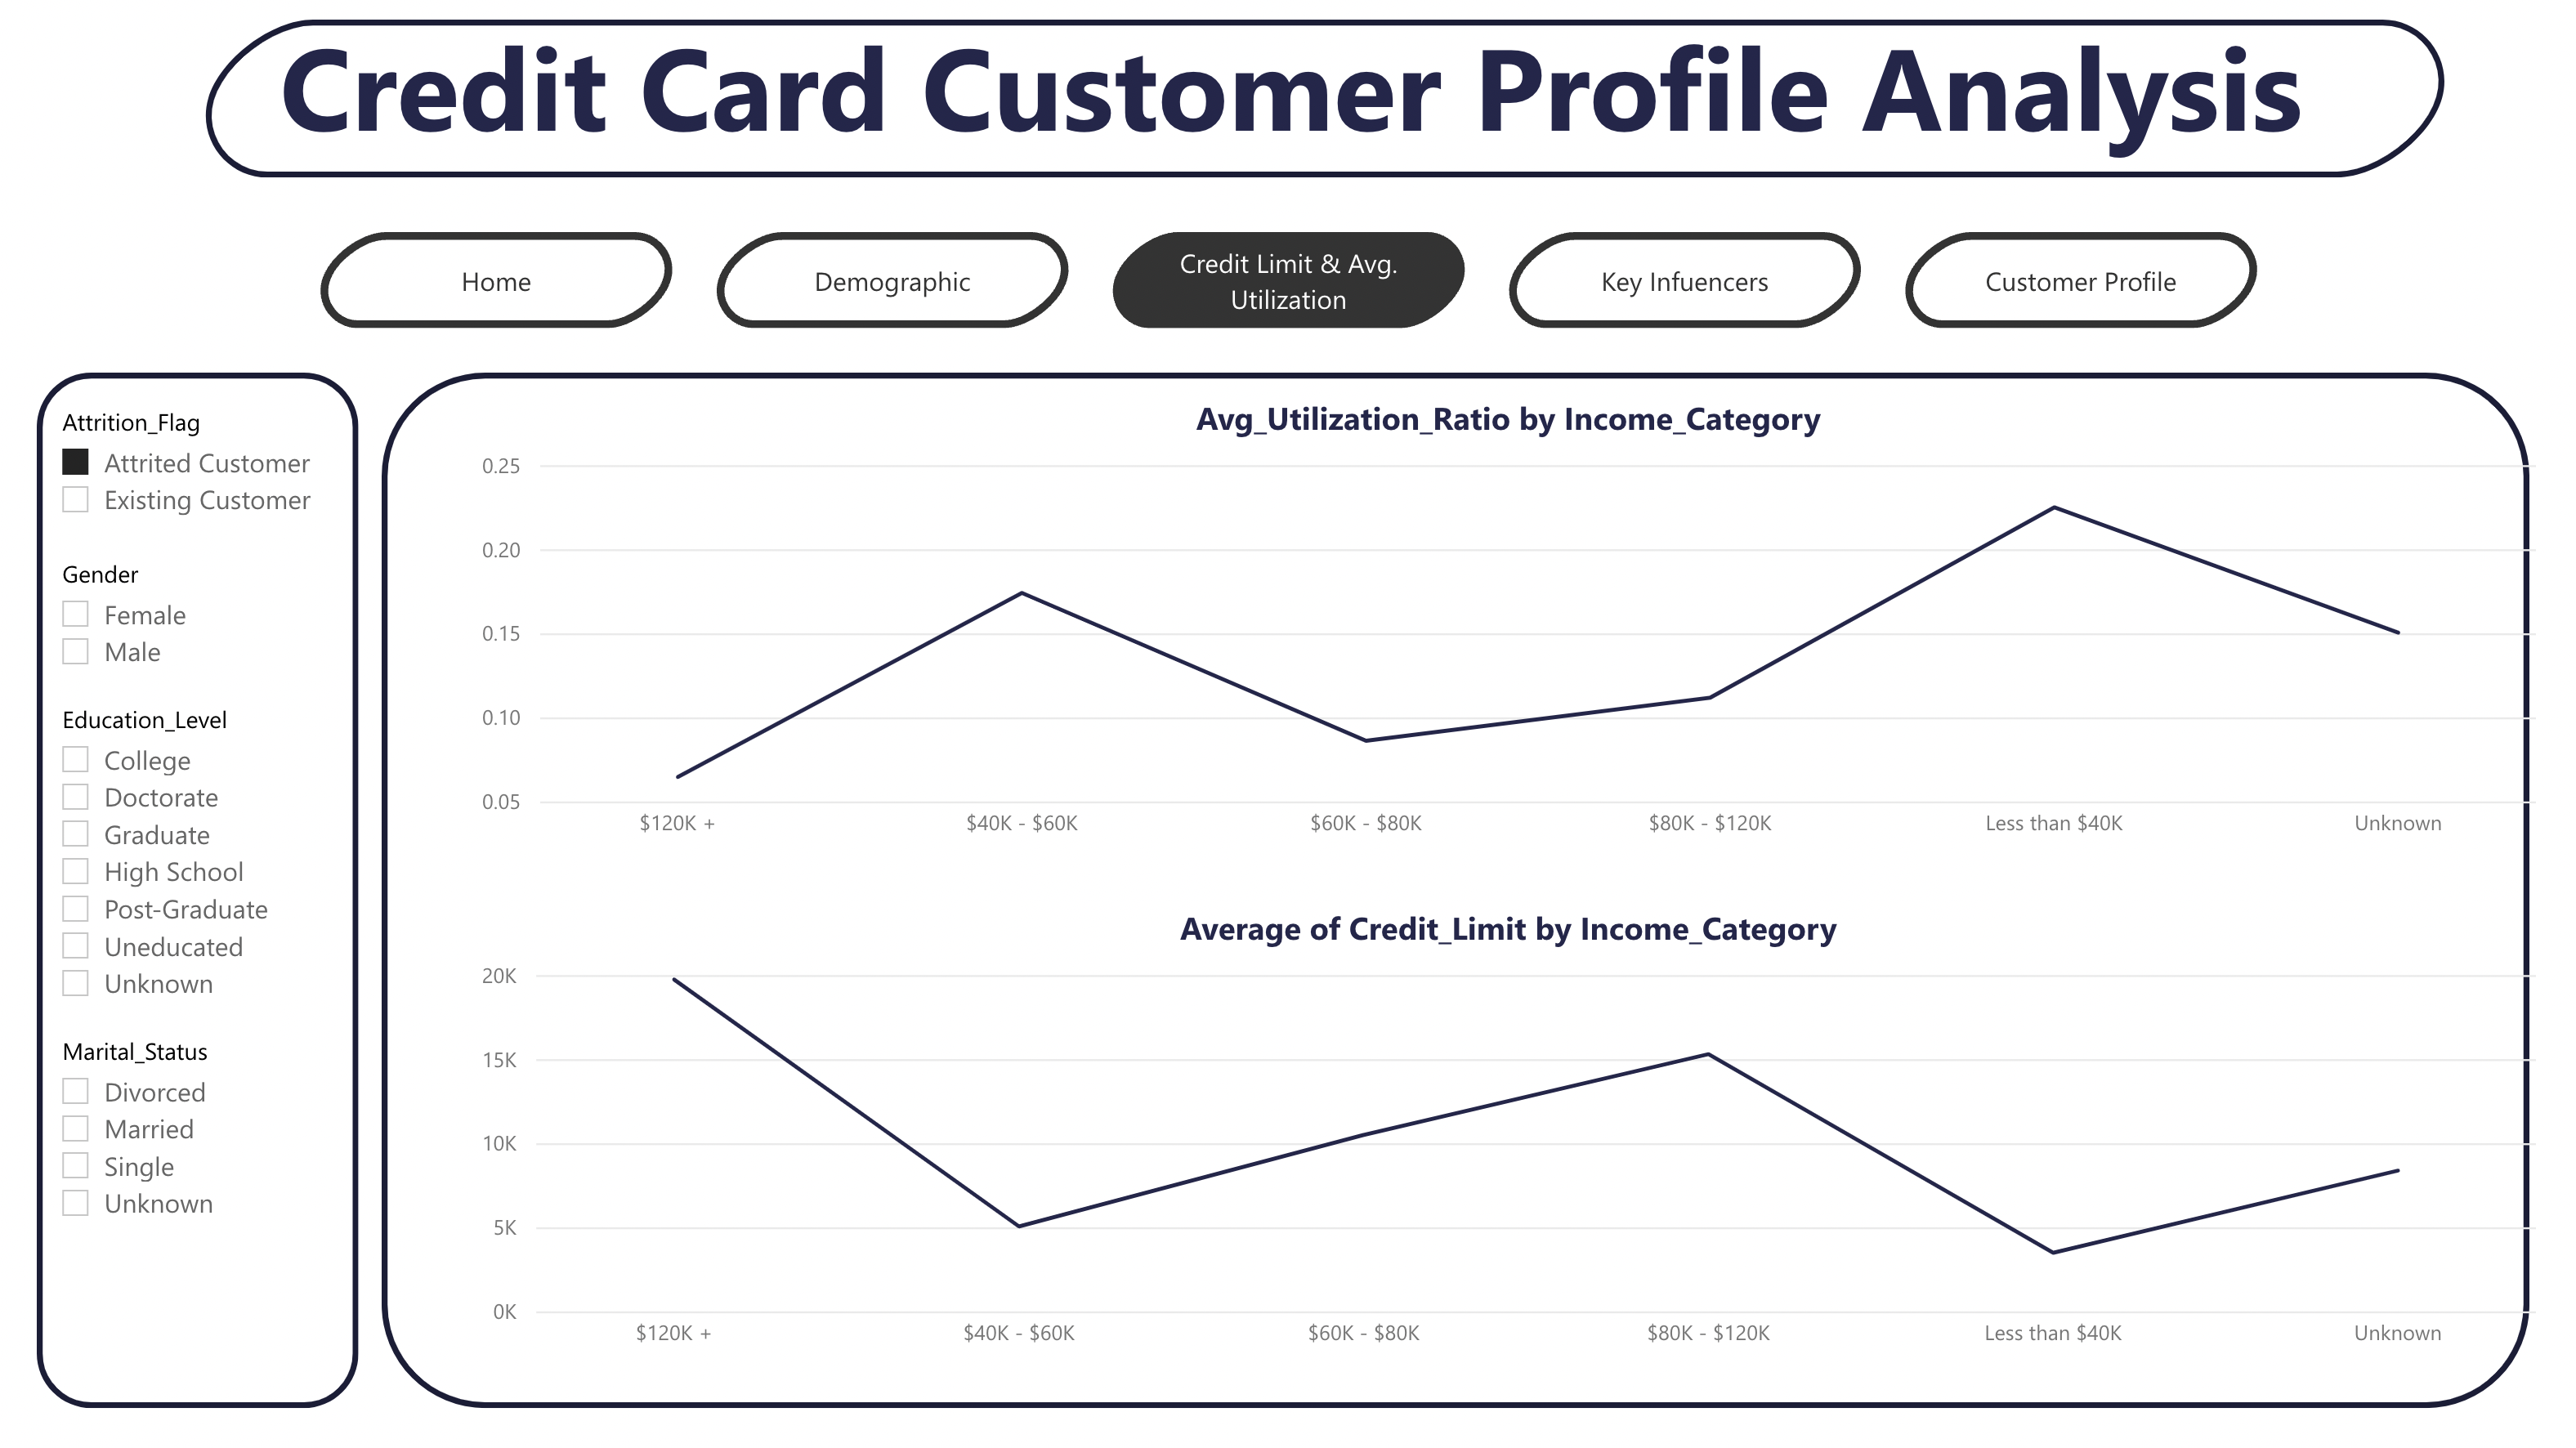 Credit Card Customer Profile Analysis
Home
Demographic
Credit Limit & Avg.
Utilization
Key Infuencers
Customer Profile
Attrition_Flag
Attrited Customer
Existing Customer
Gender
Female
Male
Education_Level
College
Doctorate
Graduate
High School
Post-Graduate
Uneducated
Unknown
Marital_Status
Divorced
Married
Single
Unknown
Avg_Utilization_Ratio by Income_Category
0.25
0.20
0.15
0.10
0.05
$120K +
$40K - $60K
$60K - $80K
$80K - $120K
Less than $40K
Unknown
Average of Credit_Limit by Income_Category
20K
15K
10K
5K
0K
$120K +
$40K - $60K
$60K - $80K
$80K - $120K
Less than $40K
Unknown